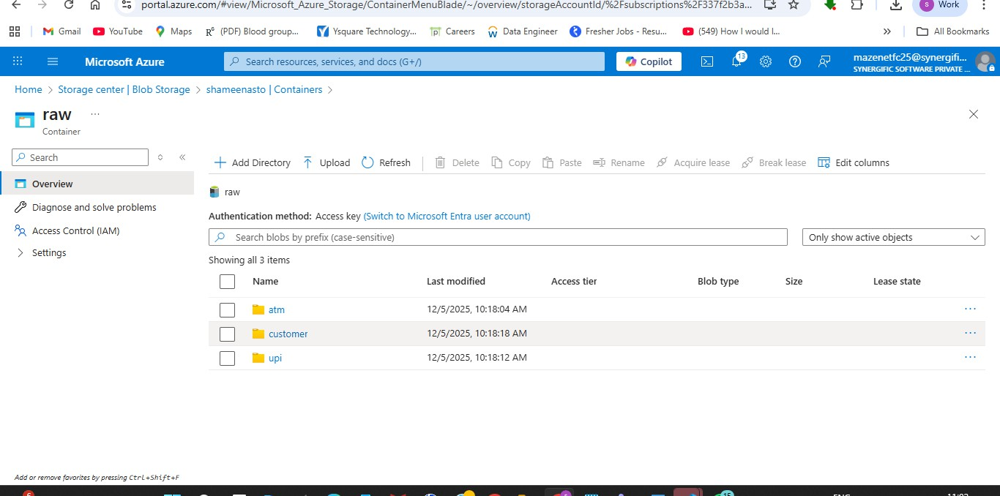 portal.azure.com/#view/Microsoft_Azure_Storage/ContainerMenuBlade/~/overview/storageAccountId/%2Fsubscriptions%2F337f2b3a... S Work
Gmail YouTube Maps R⁶ (PDF) Blood group... Ysquare Technology... Careers Data Engineer Fresher Jobs - Resu... (549) How I would l... » All Bookmarks
Microsoft Azure Search resources, services, and docs (G+/) Copilot 13 mazenetfc25@synergifi...
SYNERGIFIC SOFTWARE PRIVATE ...
Home > Storage center | Blob Storage > shameenasto | Containers >
raw ...
Container
Search «
Add Directory Upload Refresh Delete Copy Paste Rename Acquire lease Break lease Edit columns
Overview
Diagnose and solve problems
Access Control (IAM)
Settings
raw
Authentication method: Access key (Switch to Microsoft Entra user account)
Search blobs by prefix (case-sensitive) Only show active objects
Showing all 3 items
Name Last modified Access tier Blob type Size Lease state
atm 12/5/2025, 10:18:04 AM ...
customer 12/5/2025, 10:18:18 AM ...
upi 12/5/2025, 10:18:12 AM ...
Add or remove favorites by pressing Ctrl+Shift+F